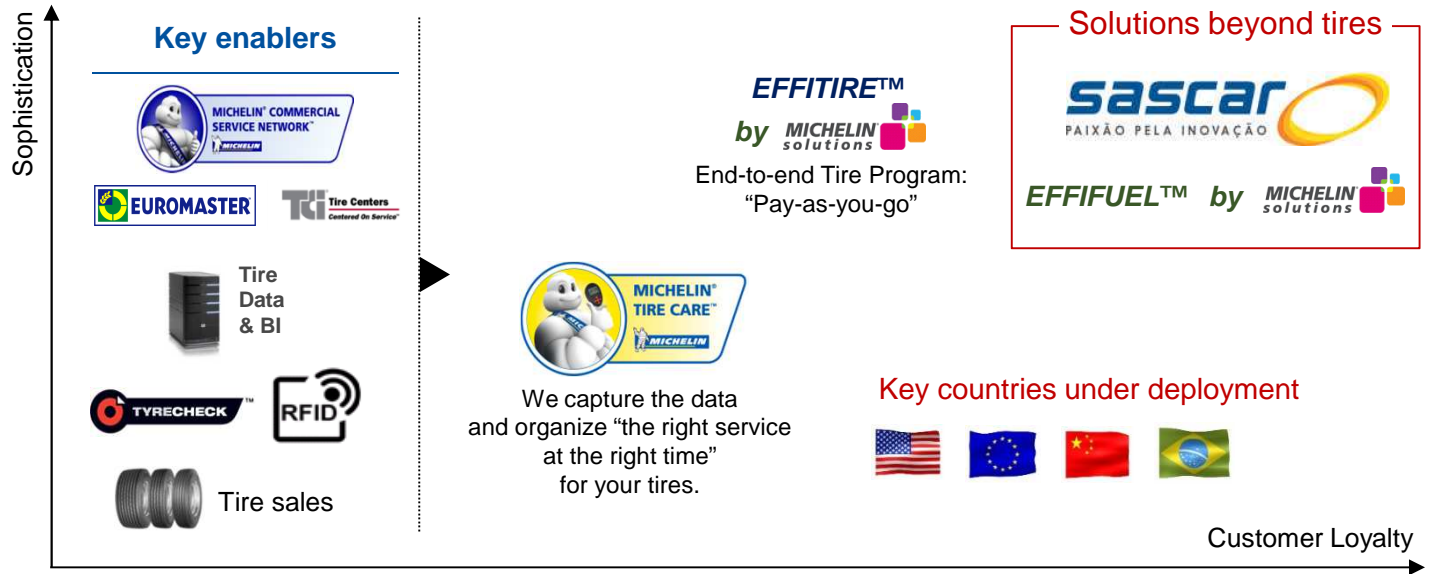 Sophistication
Key enablers
MICHELIN® COMMERCIAL
SERVICE NETWORK™
MICHELIN
EUROMASTER
TCi Tire Centers
Centered On Service™
Tire
Data
& BI
TYRECHECK™
RFID
Tire sales
EFFITIRE™
by MICHELIN
solutions
End-to-end Tire Program:
“Pay-as-you-go”
MICHELIN®
TIRE CARE™
MICHELIN
We capture the data
and organize “the right service
at the right time”
for your tires.
Solutions beyond tires
sascar
PAIXÃO PELA INOVAÇÃO
EFFIFUEL™ by MICHELIN
solutions
Key countries under deployment
Customer Loyalty